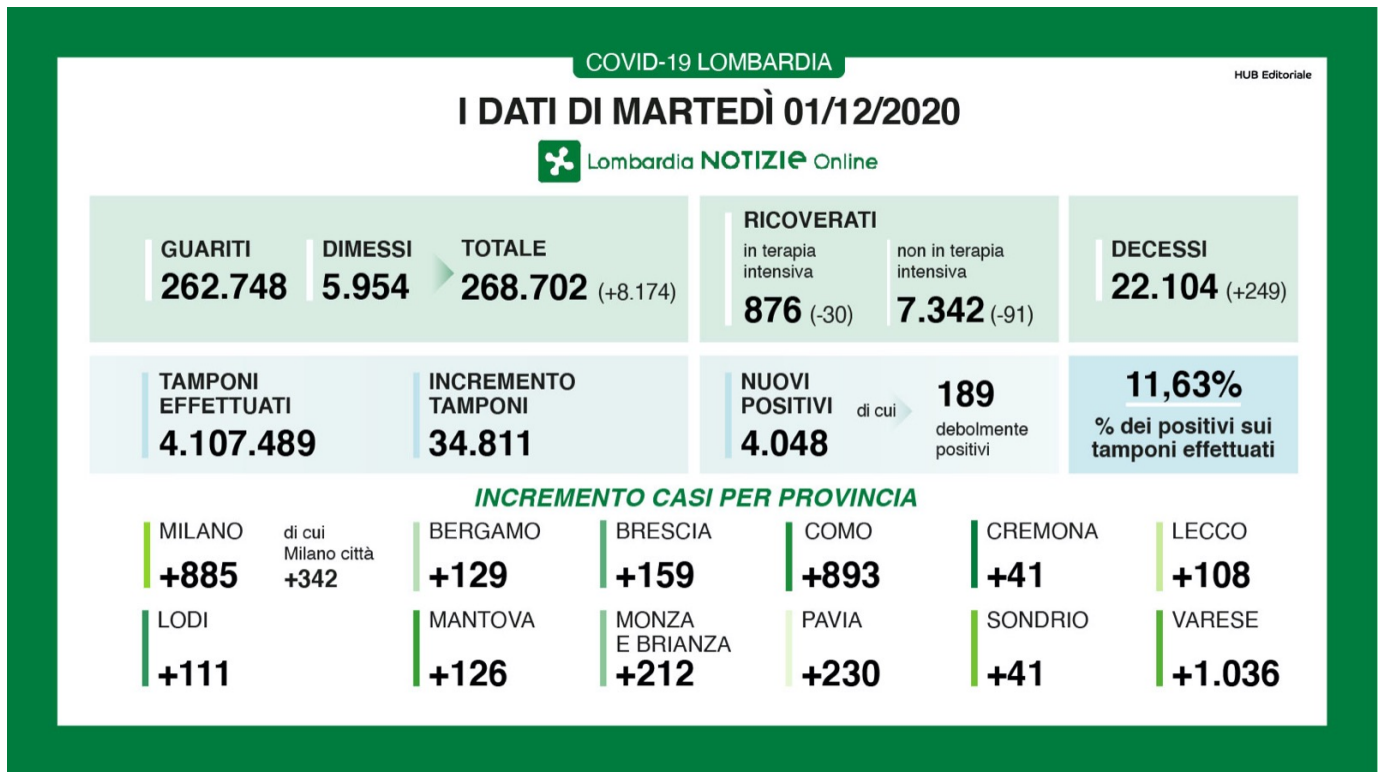 COVID-19 LOMBARDIA
HUB Editoriale
I DATI DI MARTEDÌ 01/12/2020
Lombardia NOTIZIE Online
GUARITI
262.748
DIMESSI
5.954
TOTALE
268.702 (+8.174)
RICOVERATI
in terapia
intensiva
876 (-30)
non in terapia
intensiva
7.342 (-91)
DECESSI
22.104 (+249)
TAMPONI
EFFETTUATI
4.107.489
INCREMENTO
TAMPONI
34.811
NUOVI
POSITIVI
4.048
di cui
189
debolmente
positivi
11,63%
% dei positivi sui
tamponi effettuati
INCREMENTO CASI PER PROVINCIA
MILANO
+885
di cui
Milano città
+342
BERGAMO
+129
BRESCIA
+159
COMO
+893
CREMONA
+41
LECCO
+108
LODI
+111
MANTOVA
+126
MONZA
E BRIANZA
+212
PAVIA
+230
SONDRIO
+41
VARESE
+1.036